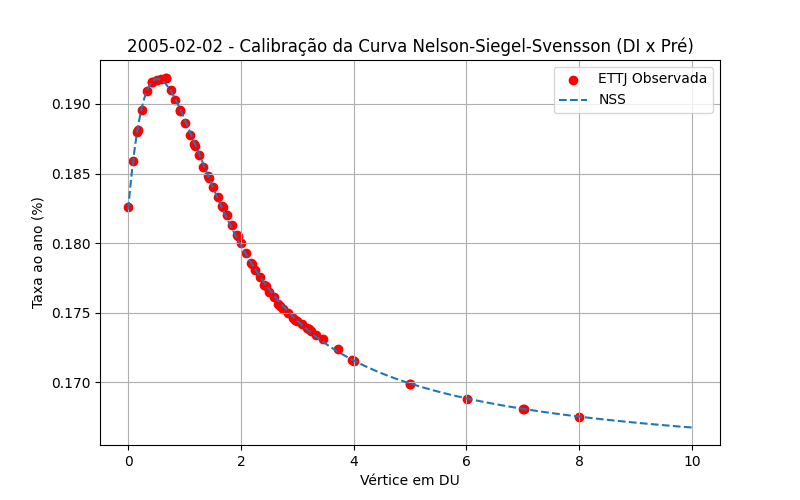 2005-02-02 - Calibração da Curva Nelson-Siegel-Svensson (DI x Pré)
ETTJ Observada
NSS
Taxa ao ano (%)
0.190
0.185
0.180
0.175
0.170
0 2 4 6 8 10
Vértice em DU